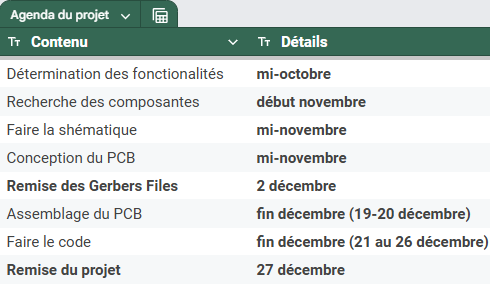 Agenda du projet
Contenu Détails
Détermination des fonctionalités mi-octobre
Recherche des composantes début novembre
Faire la shématique mi-novembre
Conception du PCB mi-novembre
Remise des Gerbers Files 2 décembre
Assemblage du PCB fin décembre (19-20 décembre)
Faire le code fin décembre (21 au 26 décembre)
Remise du projet 27 décembre